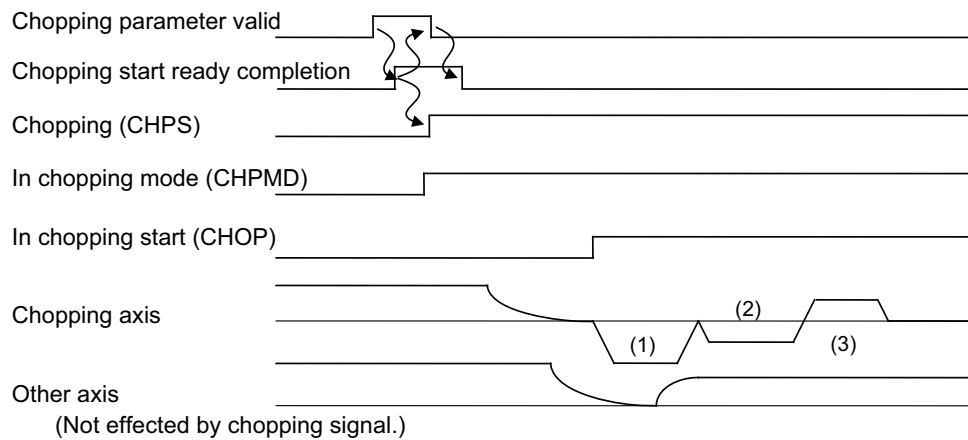 Chopping parameter valid
Chopping start ready completion
Chopping (CHPS)
In chopping mode (CHPMD)
In chopping start (CHOP)
Chopping axis
(1)
(2)
(3)
Other axis
(Not effected by chopping signal.)